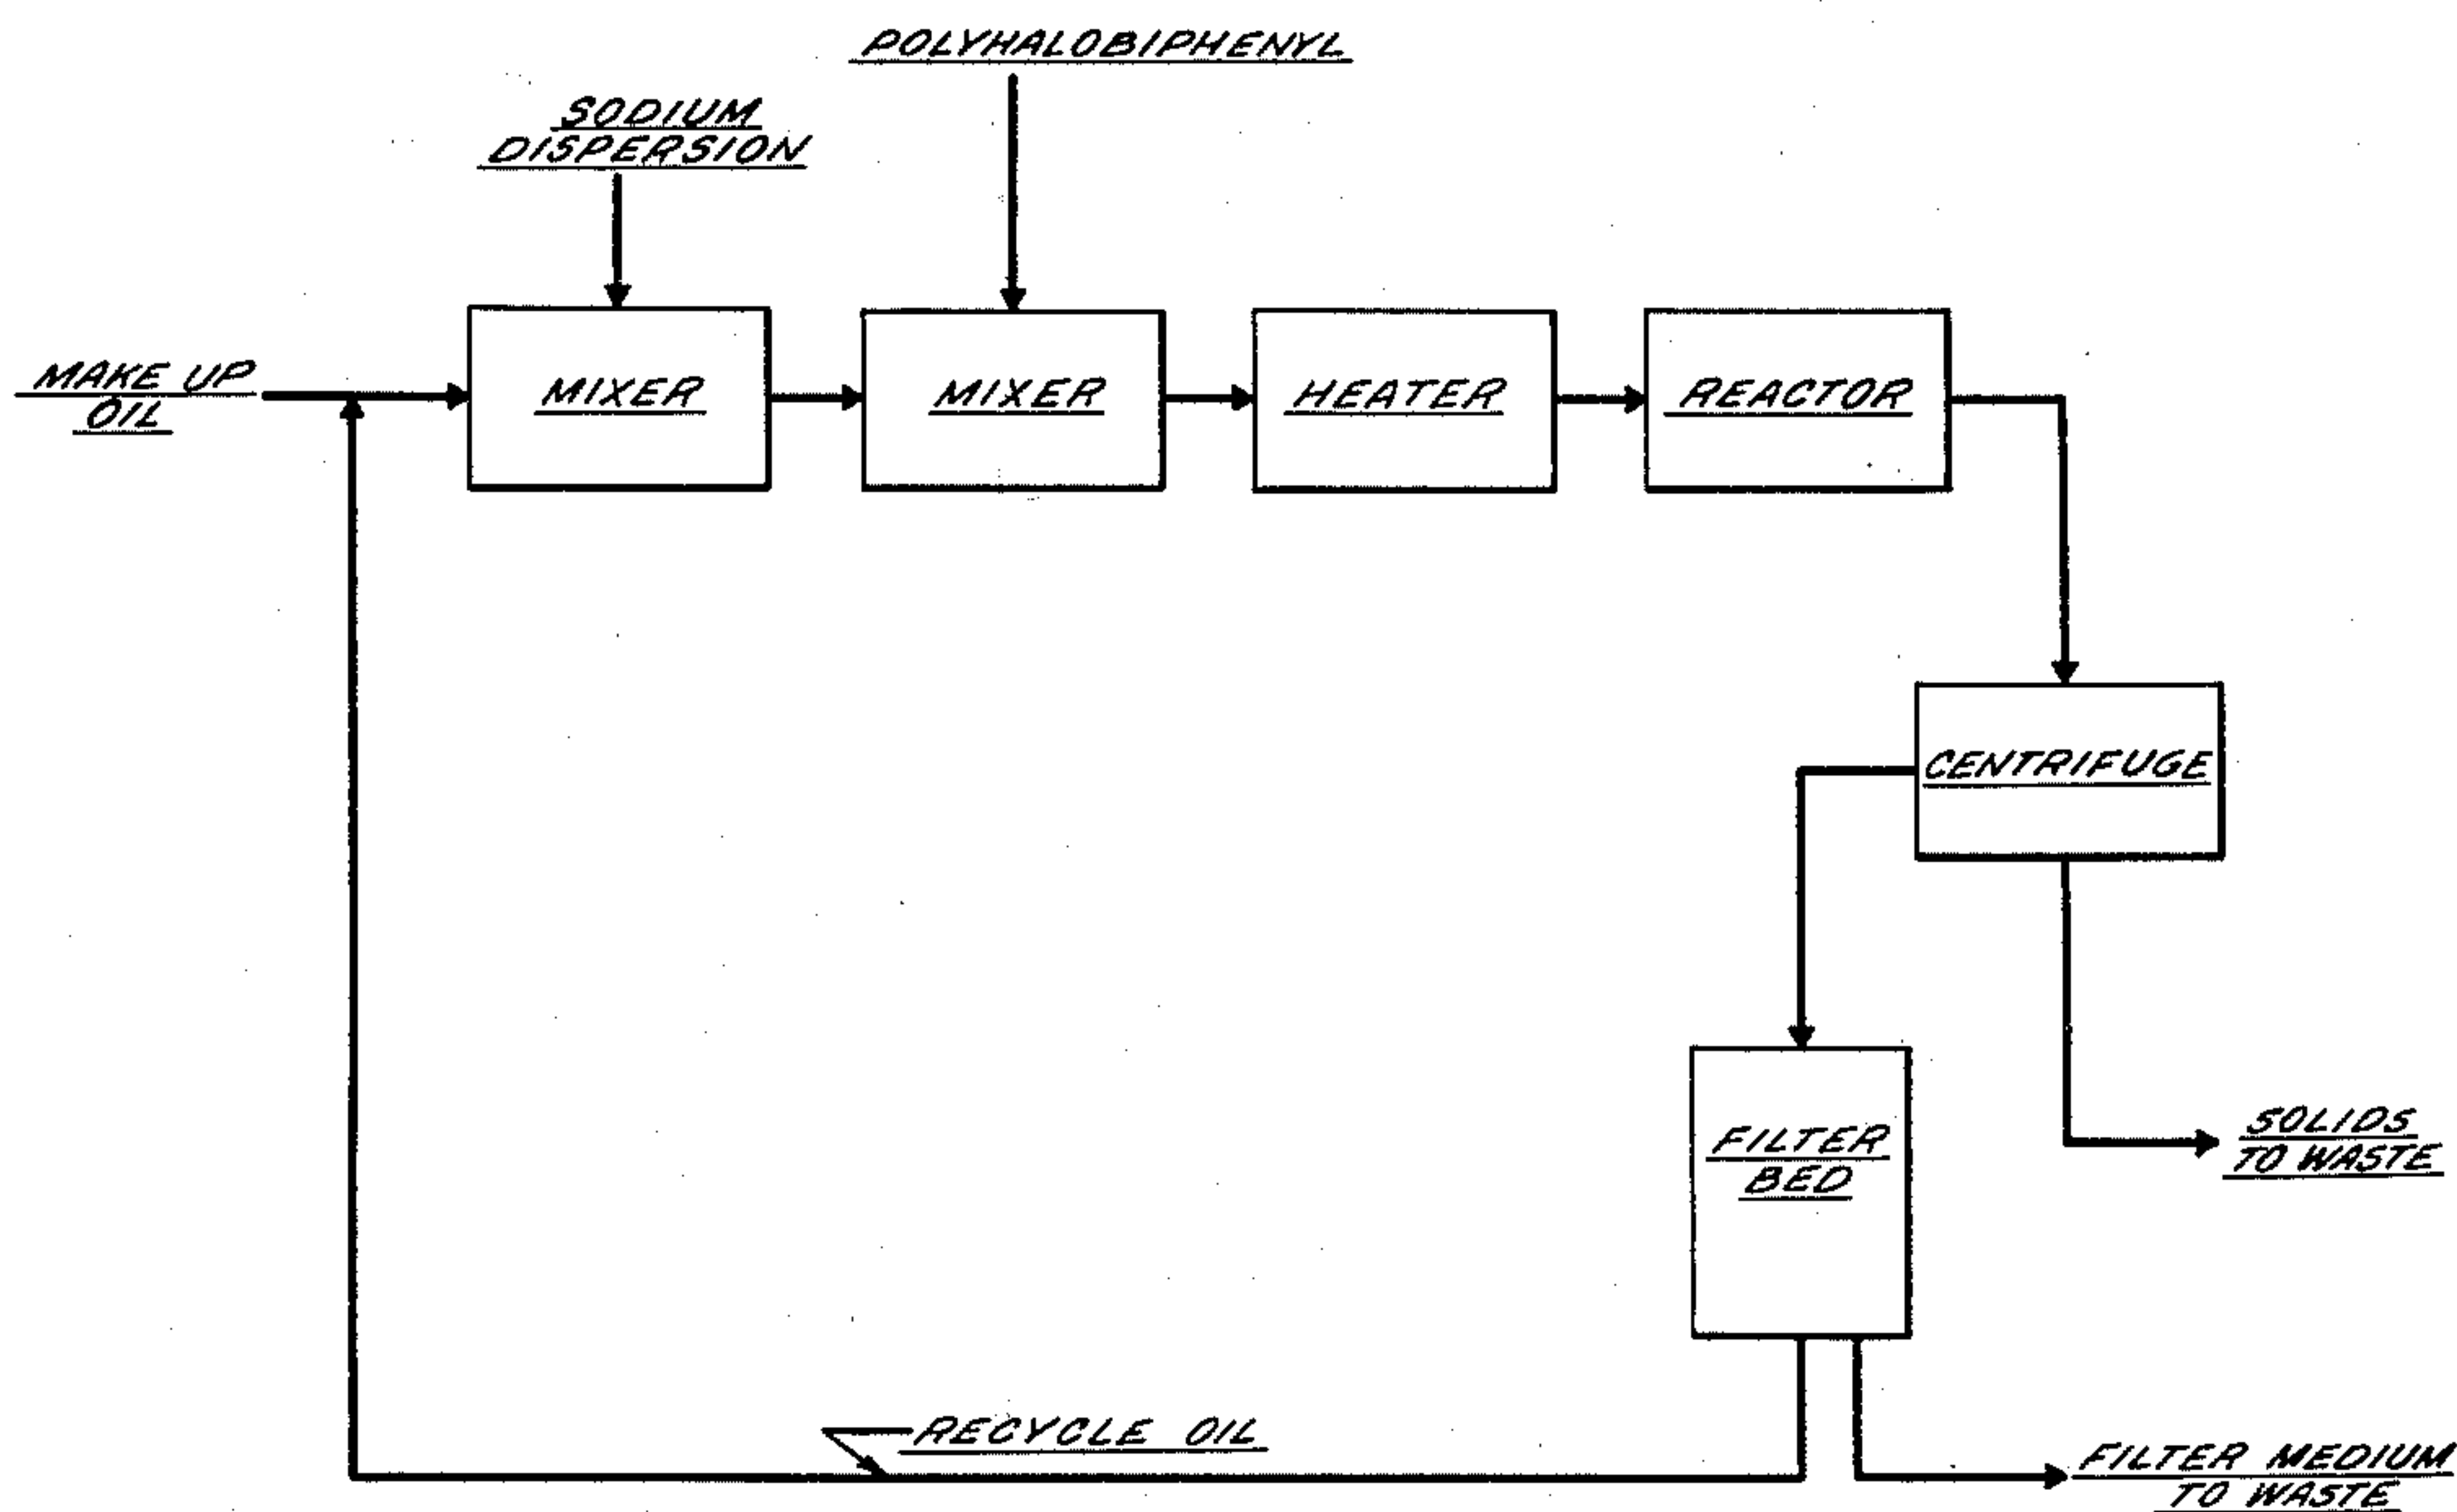 POLYHALOBIPHENYL
SODIUM
DISPERSION
MAKE UP
OIL
MIXER
MIXER
HEATER
REACTOR
CENTRIFUGE
FILTER
BED
SOLIDS
TO WASTE
RECYCLE OIL
FILTER MEDIUM
TO WASTE